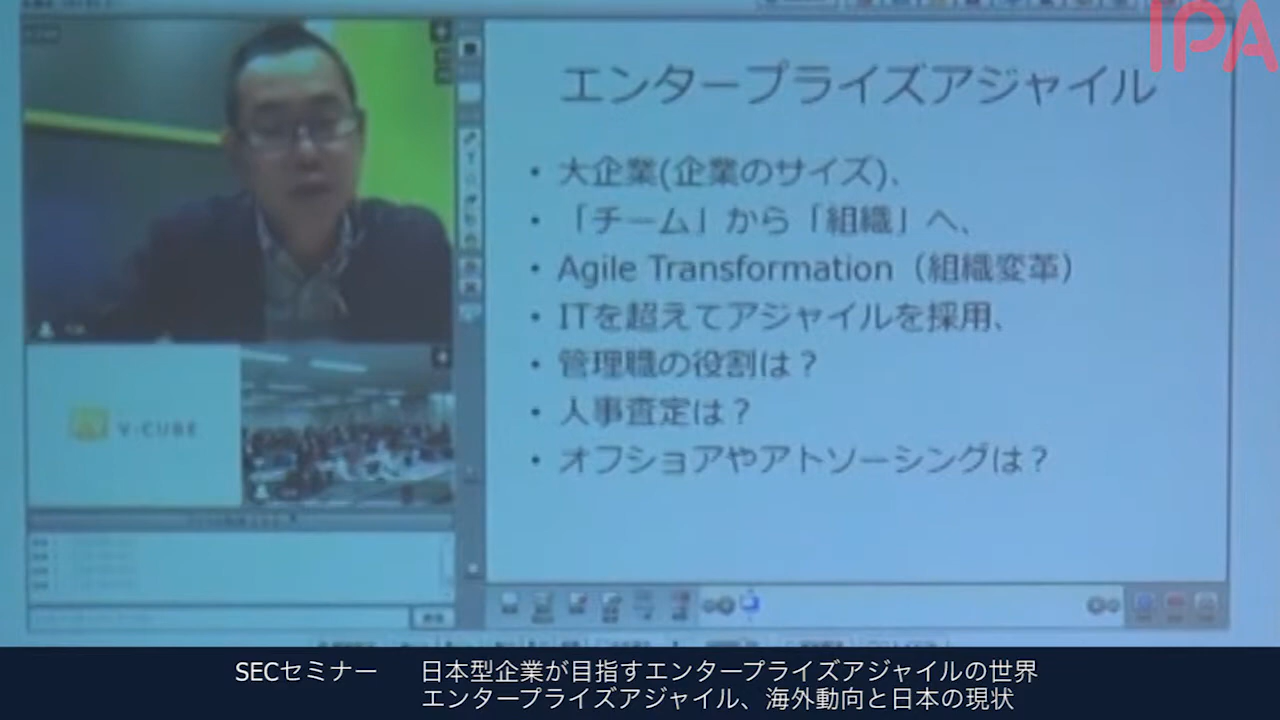 IPA
エンタープライズアジャイル
・大企業(企業のサイズ)、
・「チーム」から「組織」へ、
・Agile Transformation（組織変革）
・ITを超えてアジャイルを採用、
・管理職の役割は？
・人事査定は？
・オフショアやアトソーシングは？
V-CUBE
SECセミナー 日本型企業が目指すエンタープライズアジャイルの世界
エンタープライズアジャイル、海外動向と日本の現状